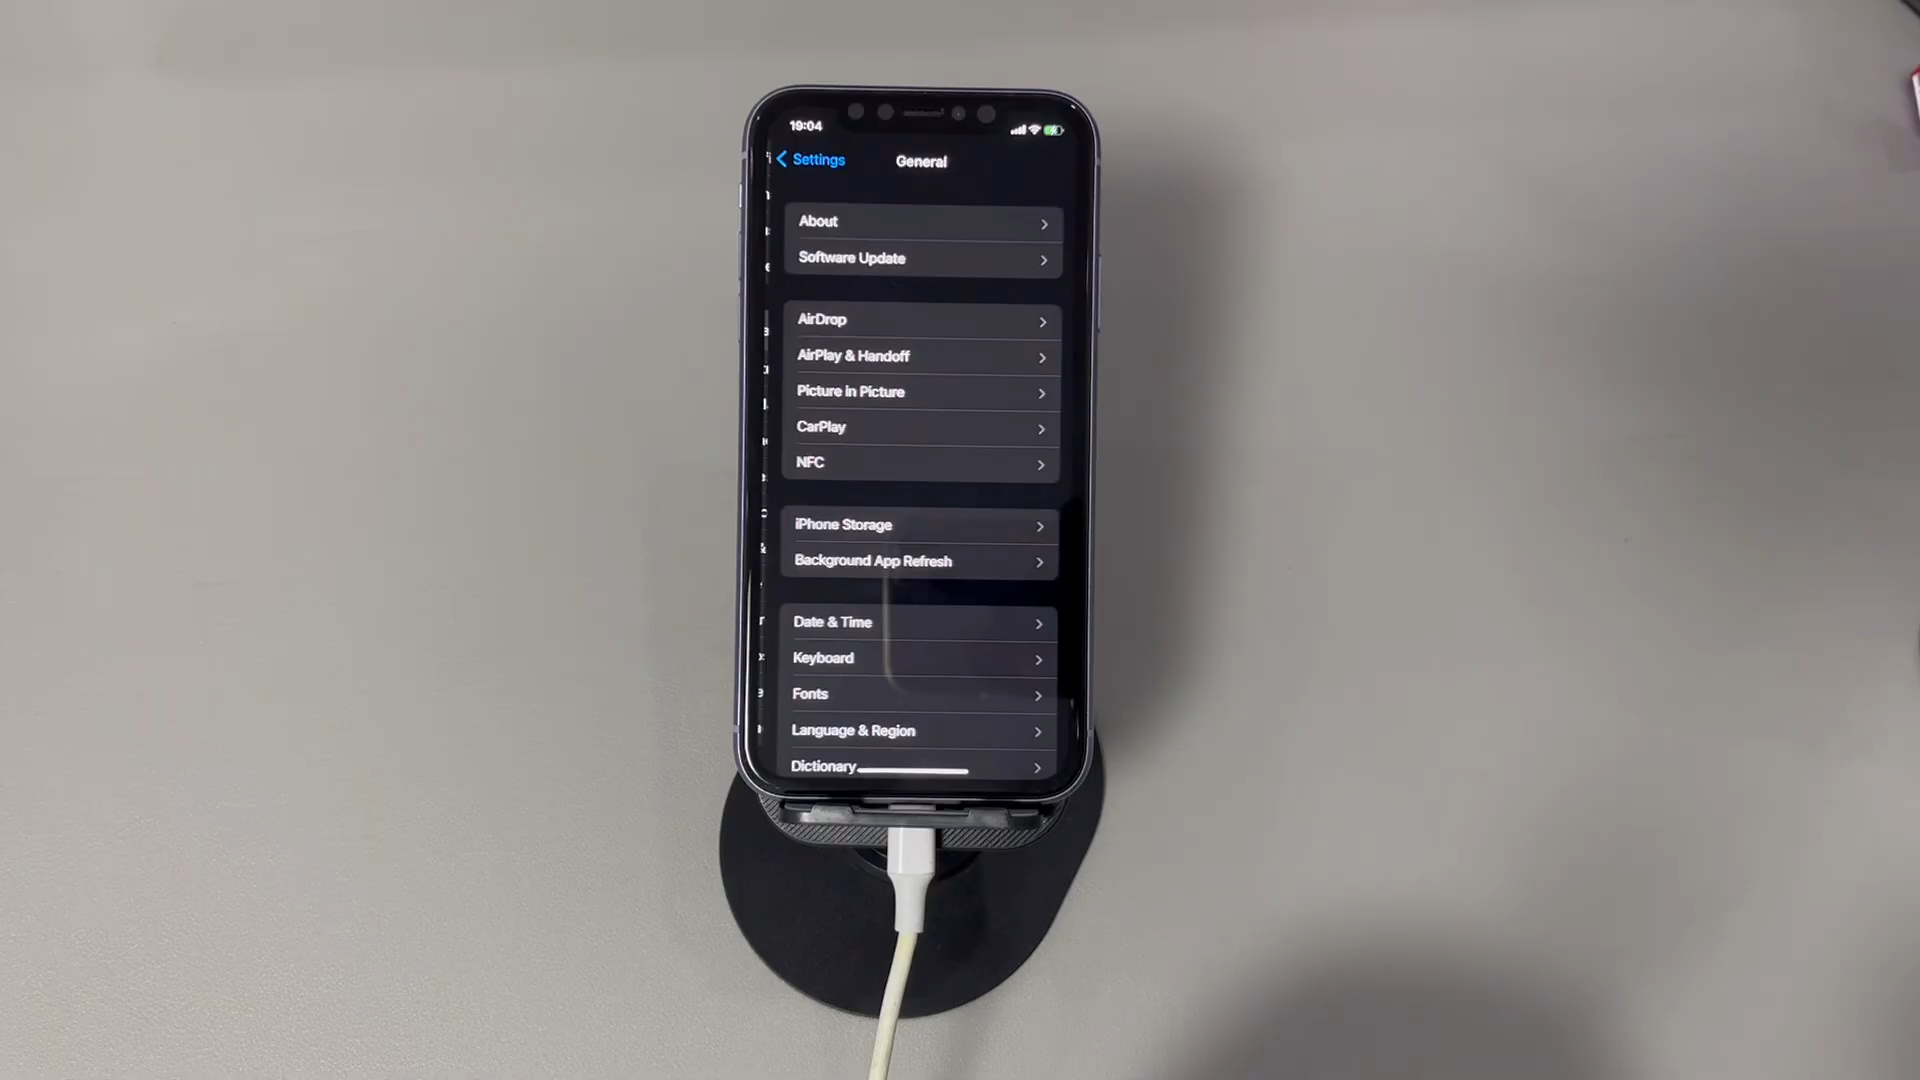 19:04
Settings
General
About
Software Update
AirDrop
AirPlay & Handoff
Picture in Picture
CarPlay
NFC
iPhone Storage
Background App Refresh
Date & Time
Keyboard
Fonts
Language & Region
Dictionary